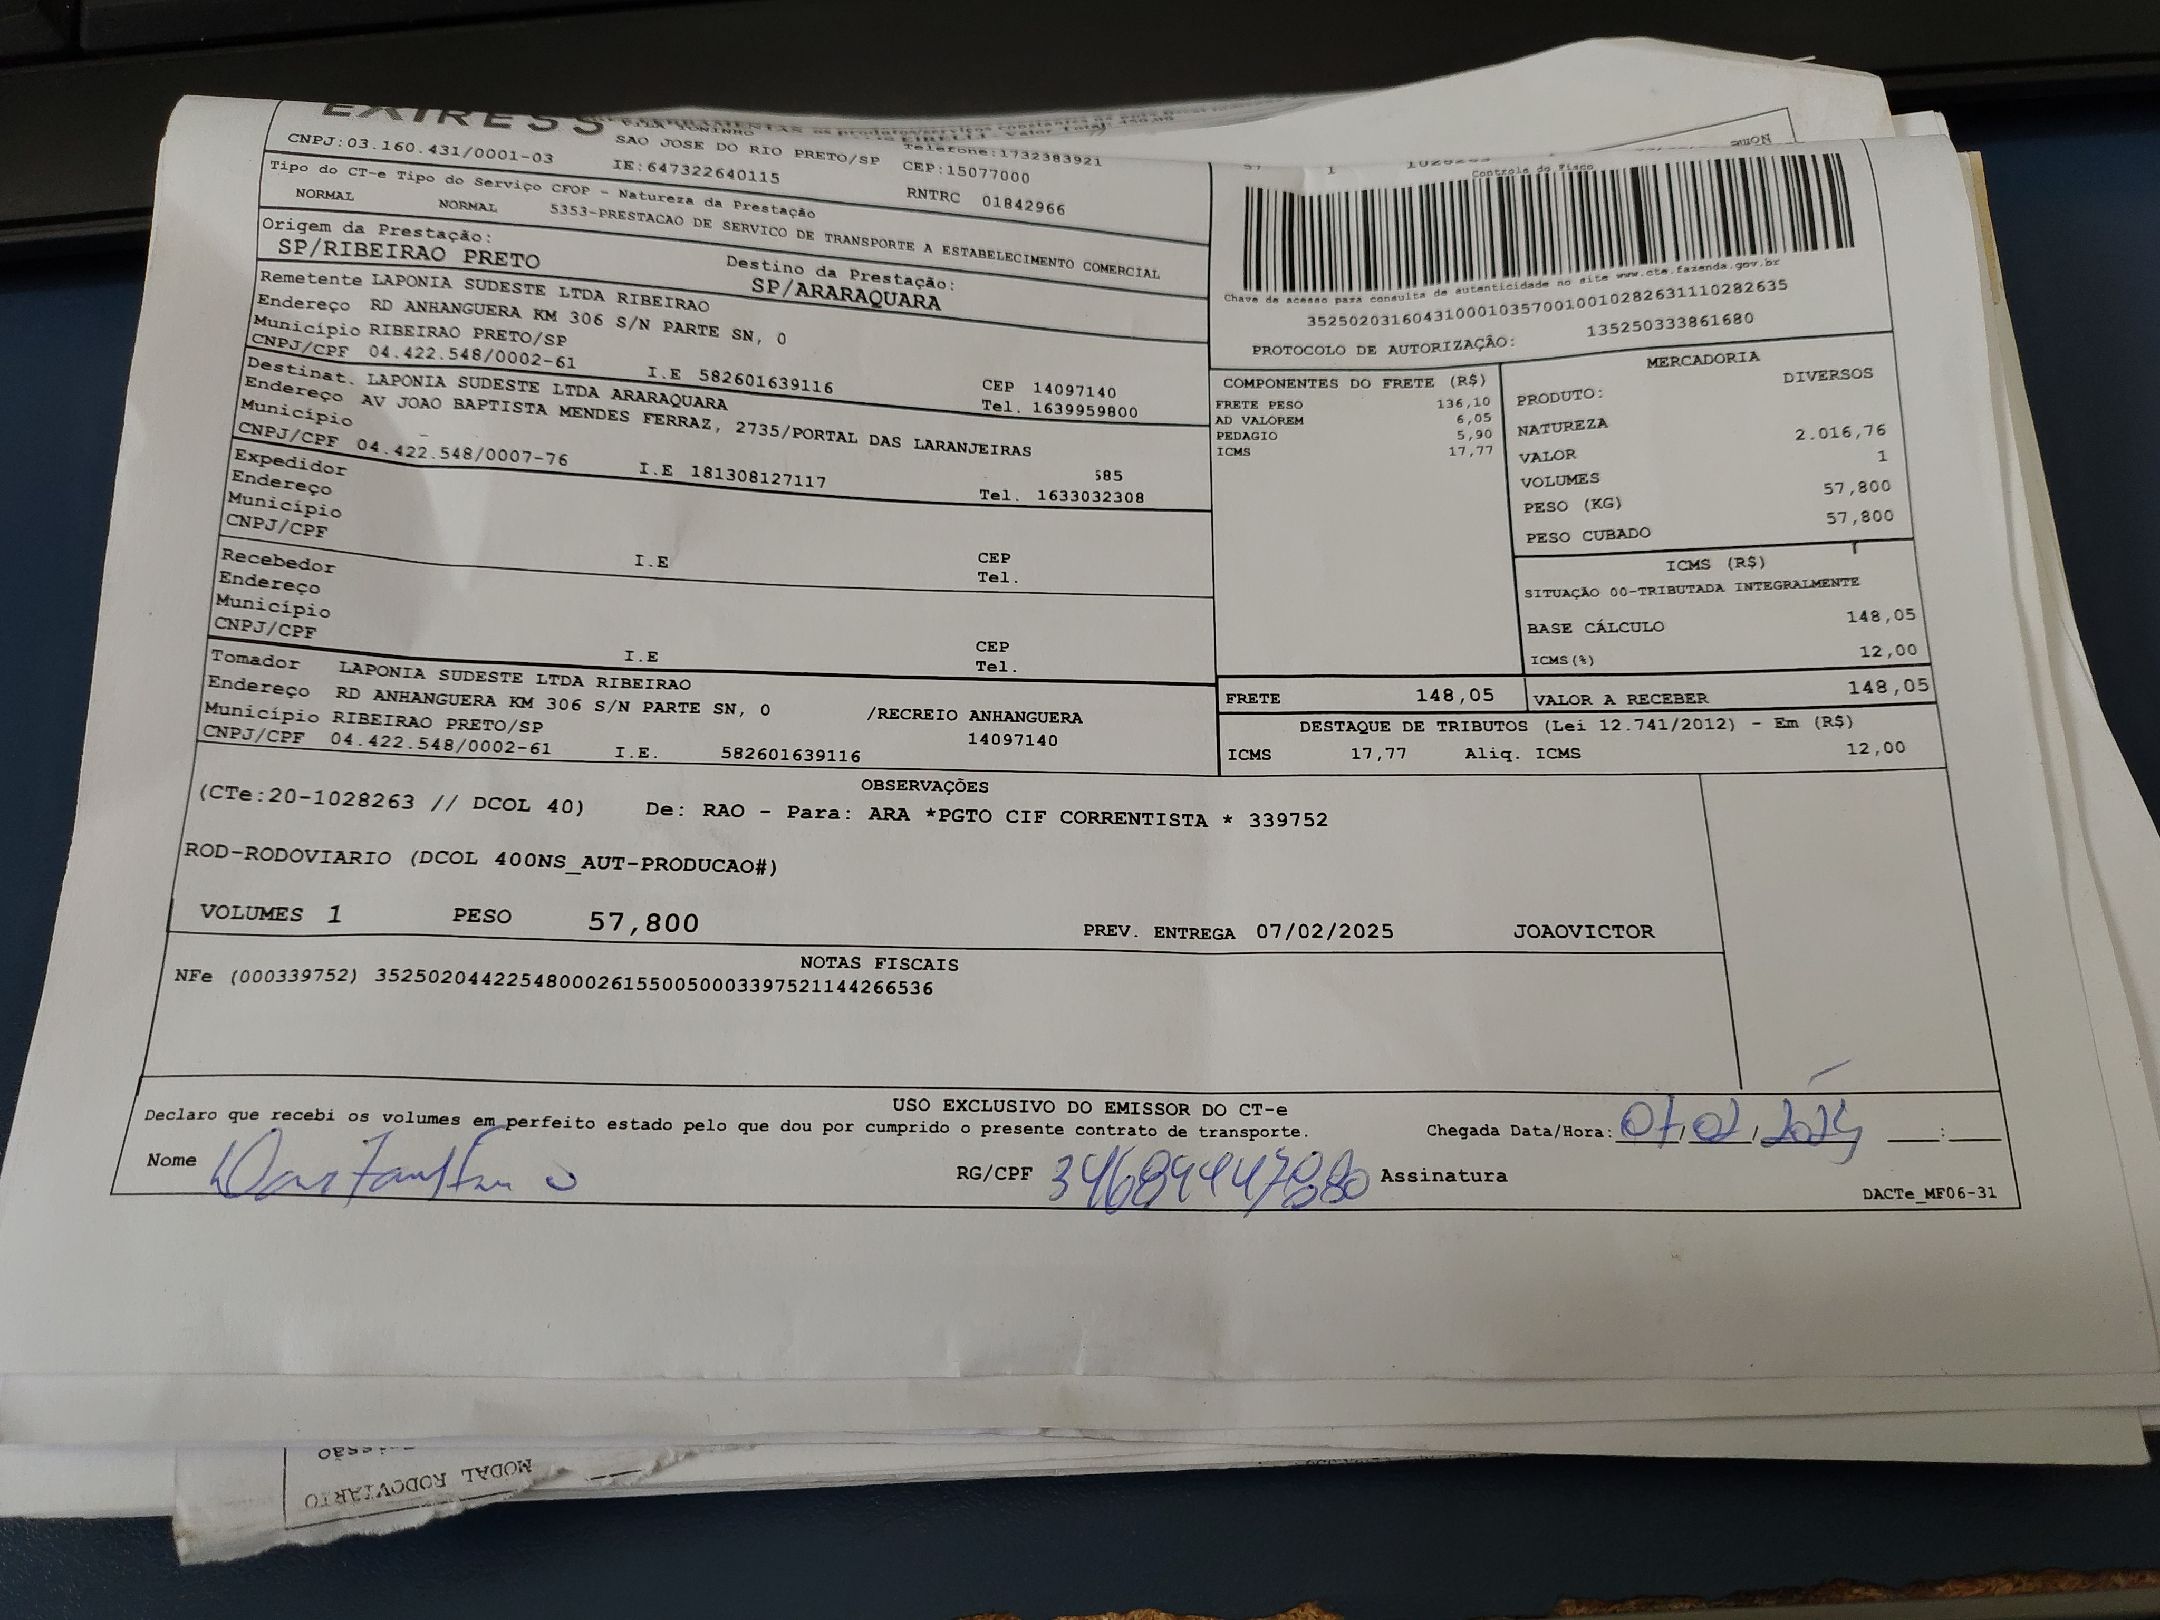 EXPRESS
SAO JOSE DO RIO PRETO/SP Telefone:1732383921
CNPJ:03.160.431/0001-03 IE:647322640115 CEP:15077000
RNTRC 01842966
Tipo do CT-e Tipo do Serviço CFOP - Natureza da Prestação
NORMAL NORMAL 5353-PRESTACAO DE SERVICO DE TRANSPORTE A ESTABELECIMENTO COMERCIAL
Origem da Prestação: Destino da Prestação:
SP/RIBEIRAO PRETO SP/ARARAQUARA
Remetente LAPONIA SUDESTE LTDA RIBEIRAO
Endereço RD ANHANGUERA KM 306 S/N PARTE SN, 0
Município RIBEIRAO PRETO/SP CEP 14097140
CNPJ/CPF 04.422.548/0002-61 I.E 582601639116 Tel. 1639959800
Destinat. LAPONIA SUDESTE LTDA ARARAQUARA
Endereço AV JOAO BAPTISTA MENDES FERRAZ, 2735/PORTAL DAS LARANJEIRAS
Município 585
CNPJ/CPF 04.422.548/0007-76 I.E 181308127117 Tel. 1633032308
Expedidor
Endereço
Município CEP
CNPJ/CPF I.E Tel.
Recebedor
Endereço
Município CEP
CNPJ/CPF I.E Tel.
Tomador LAPONIA SUDESTE LTDA RIBEIRAO
Endereço RD ANHANGUERA KM 306 S/N PARTE SN, 0 /RECREIO ANHANGUERA
Município RIBEIRAO PRETO/SP 14097140
CNPJ/CPF 04.422.548/0002-61 I.E. 582601639116
Controle do Fisco
Chave de acesso para consulta de autenticidade no site www.cte.fazenda.gov.br
35250203160431000103570010010282631110282635
PROTOCOLO DE AUTORIZAÇÃO: 135250333861680
COMPONENTES DO FRETE (R$)
FRETE PESO 136,10
AD VALOREM 6,05
PEDAGIO 5,90
ICMS 17,77
MERCADORIA
PRODUTO: DIVERSOS
NATUREZA
VALOR 2.016,76
VOLUMES 1
PESO (KG) 57,800
PESO CUBADO 57,800
ICMS (R$)
SITUAÇÃO 00-TRIBUTADA INTEGRALMENTE
BASE CÁLCULO 148,05
ICMS(%) 12,00
FRETE 148,05 VALOR A RECEBER 148,05
DESTAQUE DE TRIBUTOS (Lei 12.741/2012) - Em (R$)
ICMS 17,77 Aliq. ICMS 12,00
OBSERVAÇÕES
(CTe:20-1028263 // DCOL 40) De: RAO - Para: ARA *PGTO CIF CORRENTISTA * 339752
ROD-RODOVIARIO (DCOL 400NS_AUT-PRODUCAO#)
VOLUMES 1 PESO 57,800 PREV. ENTREGA 07/02/2025 JOAOVICTOR
NOTAS FISCAIS
NFe (000339752) 35250204422548000261550050003397521144266536
USO EXCLUSIVO DO EMISSOR DO CT-e
Declaro que recebi os volumes em perfeito estado pelo que dou por cumprido o presente contrato de transporte. Chegada Data/Hora: 07,02,2025 __:__
Nome RG/CPF Assinatura
DACTe_MF06-31
MODAL RODOVIARIO
Nome